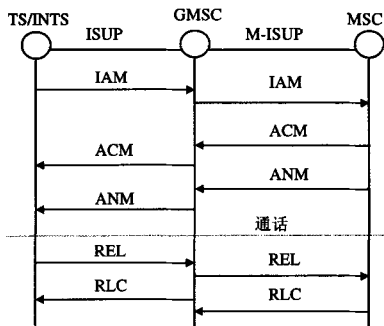 TS/INTS ISUP GMSC M-ISUP MSC
IAM
IAM
ACM
ACM
ANM
ANM
通话
REL
REL
RLC
RLC